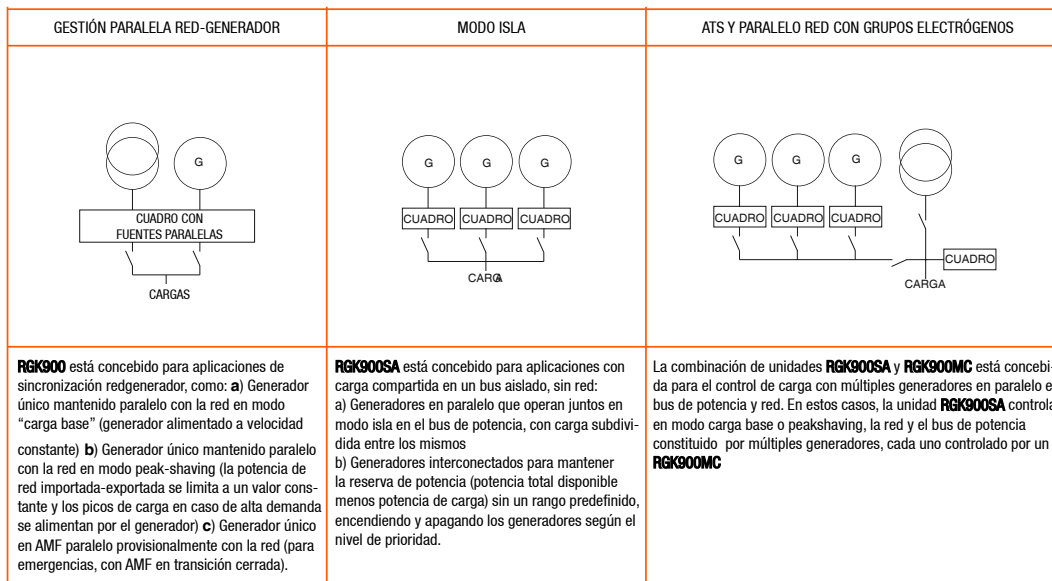 GESTIÓN PARALELA RED-GENERADOR
MODO ISLA
ATS Y PARALELO RED CON GRUPOS ELECTRÓGENOS
G
CUADRO CON
FUENTES PARALELAS
CARGAS
G
G
G
CUADRO
CUADRO
CUADRO
CARGA
G
G
G
CUADRO
CUADRO
CUADRO
CUADRO
CARGA
RGK900 está concebido para aplicaciones de
sincronización redgenerador, como: a) Generador
único mantenido paralelo con la red en modo
“carga base” (generador alimentado a velocidad
constante) b) Generador único mantenido paralelo
con la red en modo peak-shaving (la potencia de
red importada-exportada se limita a un valor cons-
tante y los picos de carga en caso de alta demanda
se alimentan por el generador) c) Generador único
en AMF paralelo provisionalmente con la red (para
emergencias, con AMF en transición cerrada).
RGK900SA está concebido para aplicaciones con
carga compartida en un bus aislado, sin red:
a) Generadores en paralelo que operan juntos en
modo isla en el bus de potencia, con carga subdivi-
dida entre los mismos
b) Generadores interconectados para mantener
la reserva de potencia (potencia total disponible
menos potencia de carga) sin un rango predefinido,
encendiendo y apagando los generadores según el
nivel de prioridad.
La combinación de unidades RGK900SA y RGK900MC está concebi-
da para el control de carga con múltiples generadores en paralelo e
bus de potencia y red. En estos casos, la unidad RGK900SA controla
en modo carga base o peakshaving, la red y el bus de potencia
constituido por múltiples generadores, cada uno controlado por un
RGK900MC